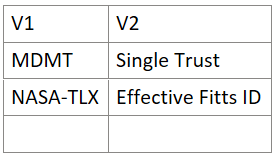 V1 V2
MDMT Single Trust
NASA-TLX Effective Fitts ID